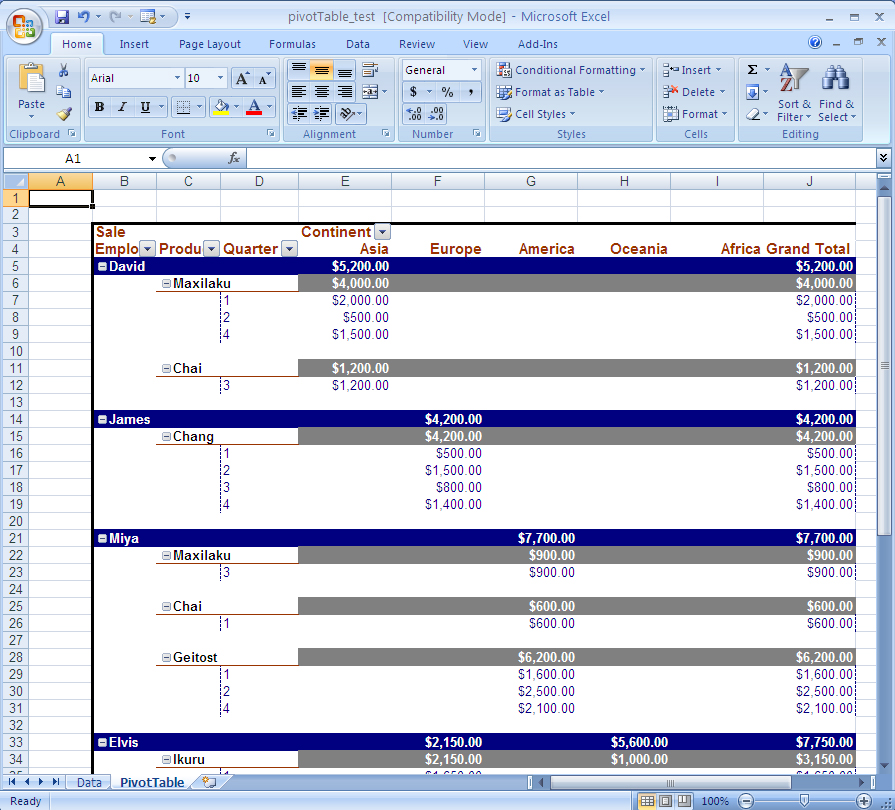 pivotTable_test [Compatibility Mode] - Microsoft Excel
Home Insert Page Layout Formulas Data Review View Add-Ins
Paste
Clipboard
Arial 10
B I U
Font
Alignment
General
$ % ,
Number
Conditional Formatting
Format as Table
Cell Styles
Styles
Insert
Delete
Format
Cells
Σ
Sort & Filter
Find & Select
Editing
A1 fx
A B C D E F G H I J
1
2
3 Sale Continent
4 Emplo Produ Quarter Asia Europe America Oceania Africa Grand Total
5 David $5,200.00 $5,200.00
6 Maxilaku $4,000.00 $4,000.00
7 1 $2,000.00 $2,000.00
8 2 $500.00 $500.00
9 4 $1,500.00 $1,500.00
10
11 Chai $1,200.00 $1,200.00
12 3 $1,200.00 $1,200.00
13
14 James $4,200.00 $4,200.00
15 Chang $4,200.00 $4,200.00
16 1 $500.00 $500.00
17 2 $1,500.00 $1,500.00
18 3 $800.00 $800.00
19 4 $1,400.00 $1,400.00
20
21 Miya $7,700.00 $7,700.00
22 Maxilaku $900.00 $900.00
23 3 $900.00 $900.00
24
25 Chai $600.00 $600.00
26 1 $600.00 $600.00
27
28 Geitost $6,200.00 $6,200.00
29 1 $1,600.00 $1,600.00
30 2 $2,500.00 $2,500.00
31 4 $2,100.00 $2,100.00
32
33 Elvis $2,150.00 $5,600.00 $7,750.00
34 Ikuru $2,150.00 $1,000.00 $3,150.00
Data PivotTable
Ready 100%